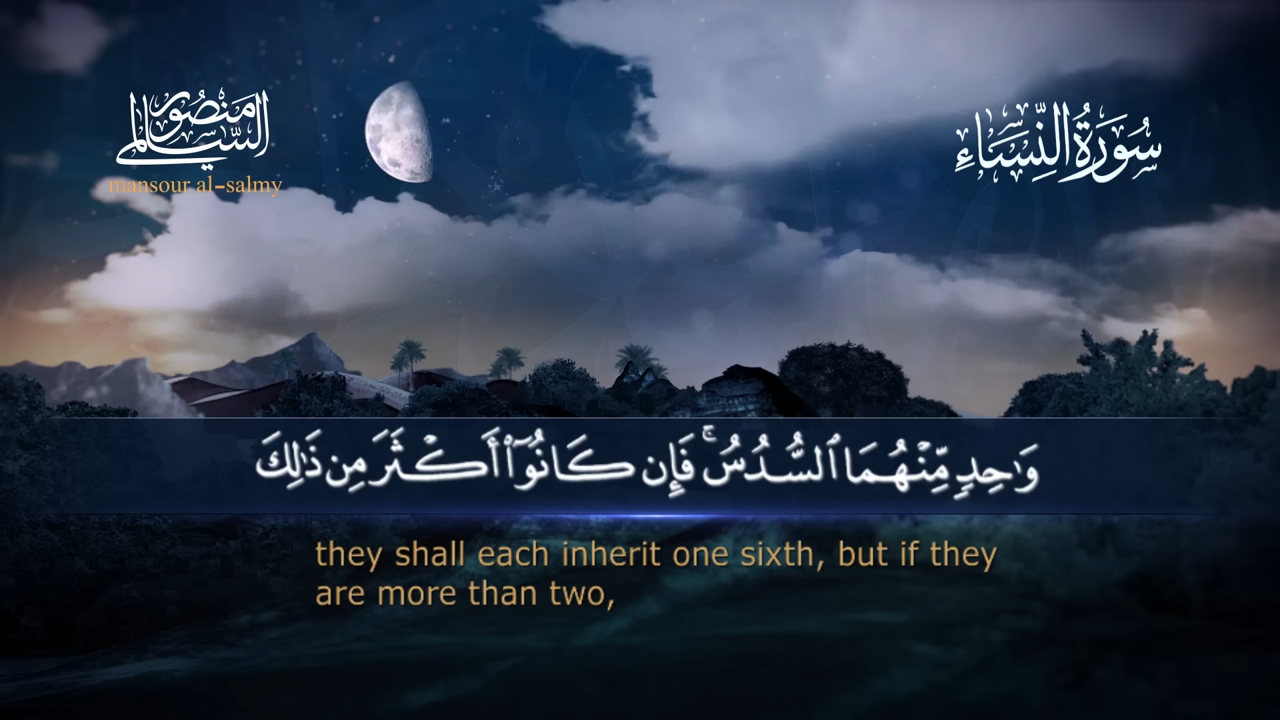 منصور السالمي
mansour al-salmy
سُورَةُ النِّسَاءِ
وَٰحِدٍ مِّنْهُمَا ٱلسُّدُسُ ۚ فَإِن كَانُوٓا۟ أَكْثَرَ مِن ذَٰلِكَ
they shall each inherit one sixth, but if they
are more than two,